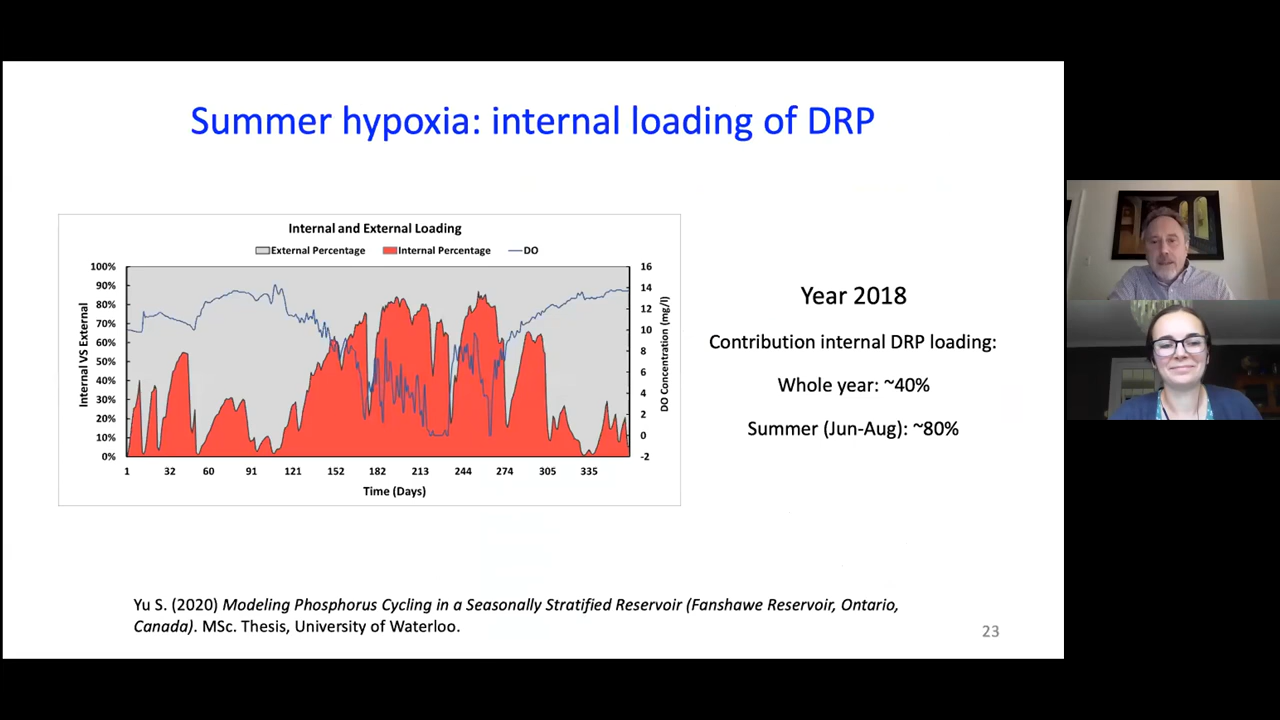 Summer hypoxia: internal loading of DRP
Internal and External Loading
External Percentage Internal Percentage DO
100%
90%
80%
70%
60%
50%
40%
30%
20%
10%
0%
Internal VS External
16
14
12
10
8
6
4
2
0
-2
DO Concentration (mg/l)
1 32 60 91 121 152 182 213 244 274 305 335
Time (Days)
Year 2018
Contribution internal DRP loading:
Whole year: ~40%
Summer (Jun-Aug): ~80%
Yu S. (2020) Modeling Phosphorus Cycling in a Seasonally Stratified Reservoir (Fanshawe Reservoir, Ontario,
Canada). MSc. Thesis, University of Waterloo.
23